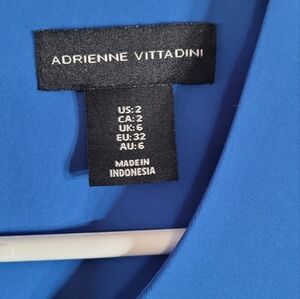 ADRIENNE VITTADINI
US: 2
CA: 2
UK: 6
EU: 32
AU: 6
MADE IN
INDONESIA